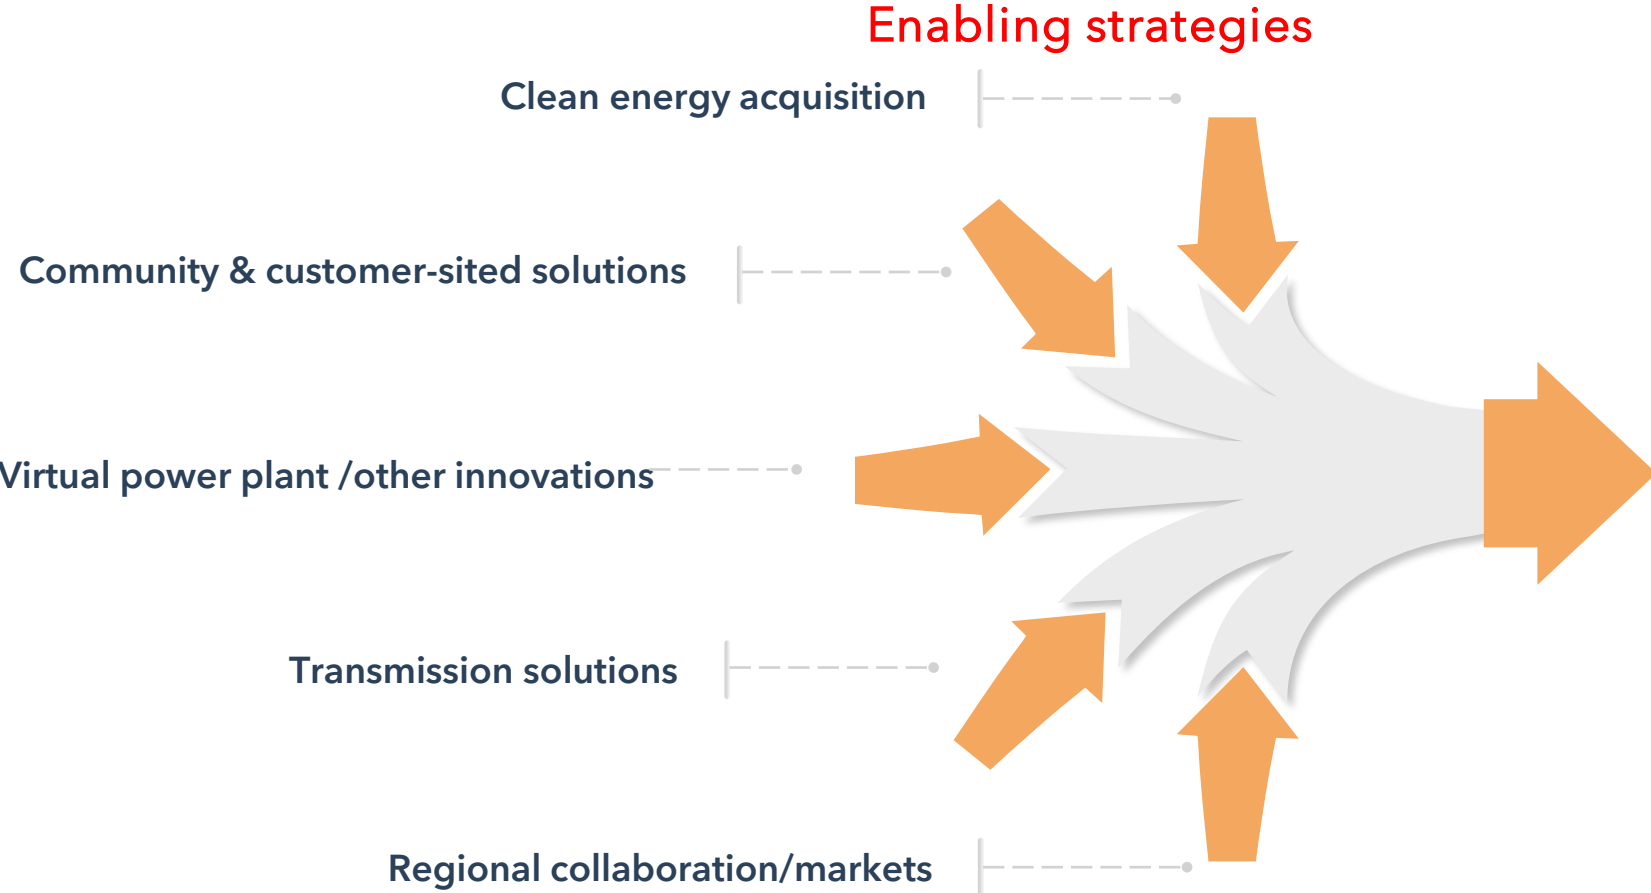 Enabling strategies
Clean energy acquisition
Community & customer-sited solutions
Virtual power plant /other innovations
Transmission solutions
Regional collaboration/markets